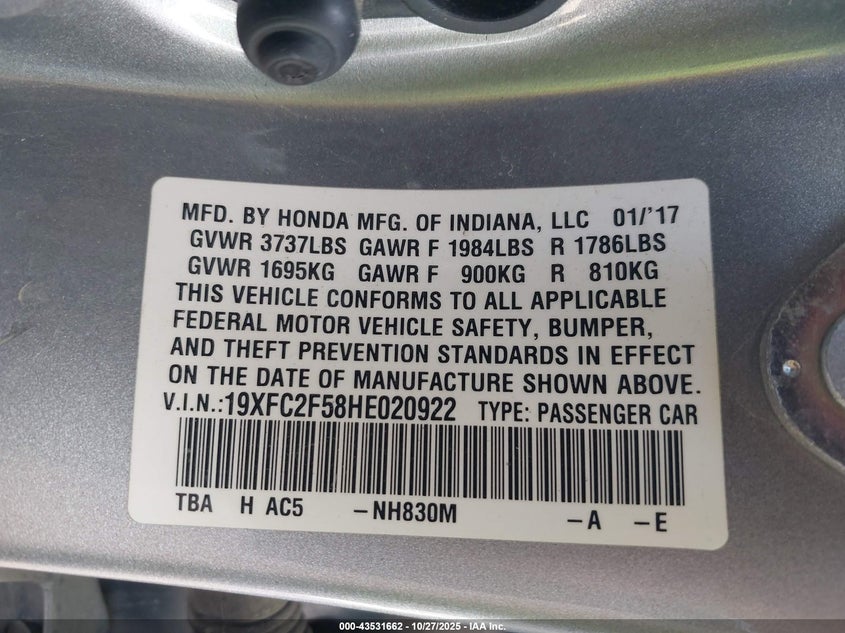 MFD. BY HONDA MFG. OF INDIANA, LLC 01/'17
GVWR 3737LBS GAWR F 1984LBS R 1786LBS
GVWR 1695KG GAWR F 900KG R 810KG
THIS VEHICLE CONFORMS TO ALL APPLICABLE
FEDERAL MOTOR VEHICLE SAFETY, BUMPER,
AND THEFT PREVENTION STANDARDS IN EFFECT
ON THE DATE OF MANUFACTURE SHOWN ABOVE.
V.I.N.:19XFC2F58HE020922 TYPE: PASSENGER CAR
TBA H AC5 -NH830M -A -E
000-43531662 - 10/27/2025 - IAA Inc.